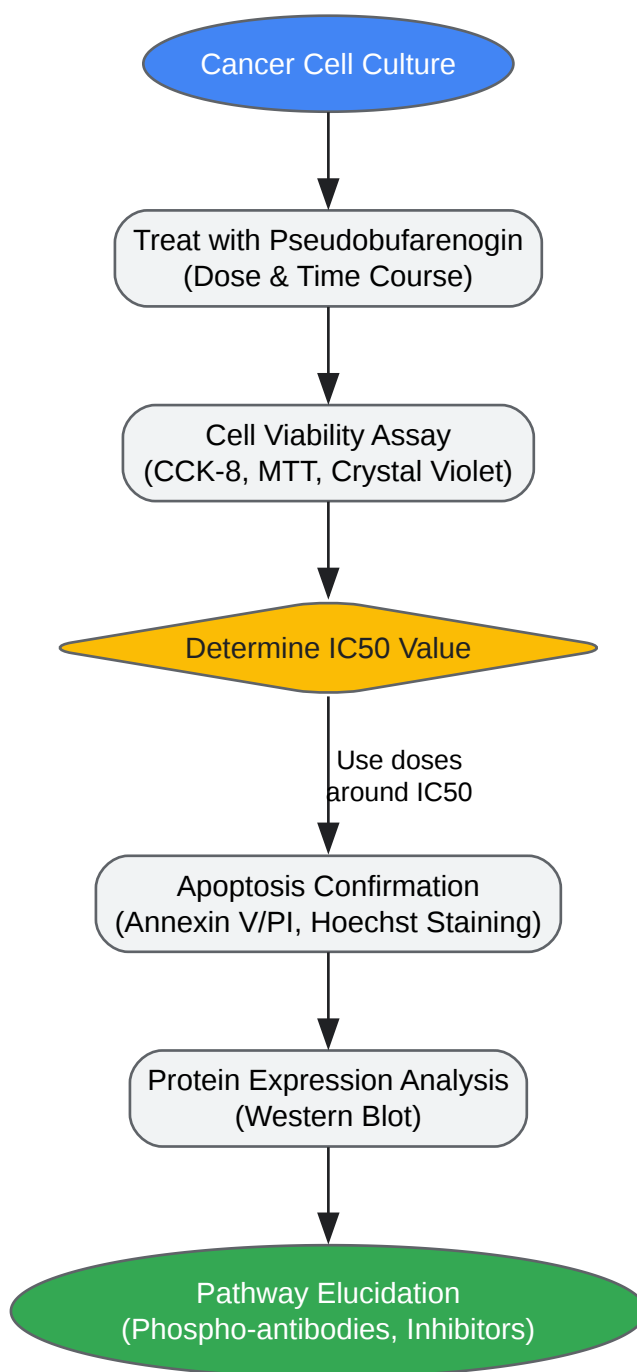 Cancer Cell Culture
Treat with Pseudobufarenogin
(Dose & Time Course)
Cell Viability Assay
(CCK-8, MTT, Crystal Violet)
Determine IC50 Value
Use doses
around IC50
Apoptosis Confirmation
(Annexin V/PI, Hoechst Staining)
Protein Expression Analysis
(Western Blot)
Pathway Elucidation
(Phospho-antibodies, Inhibitors)